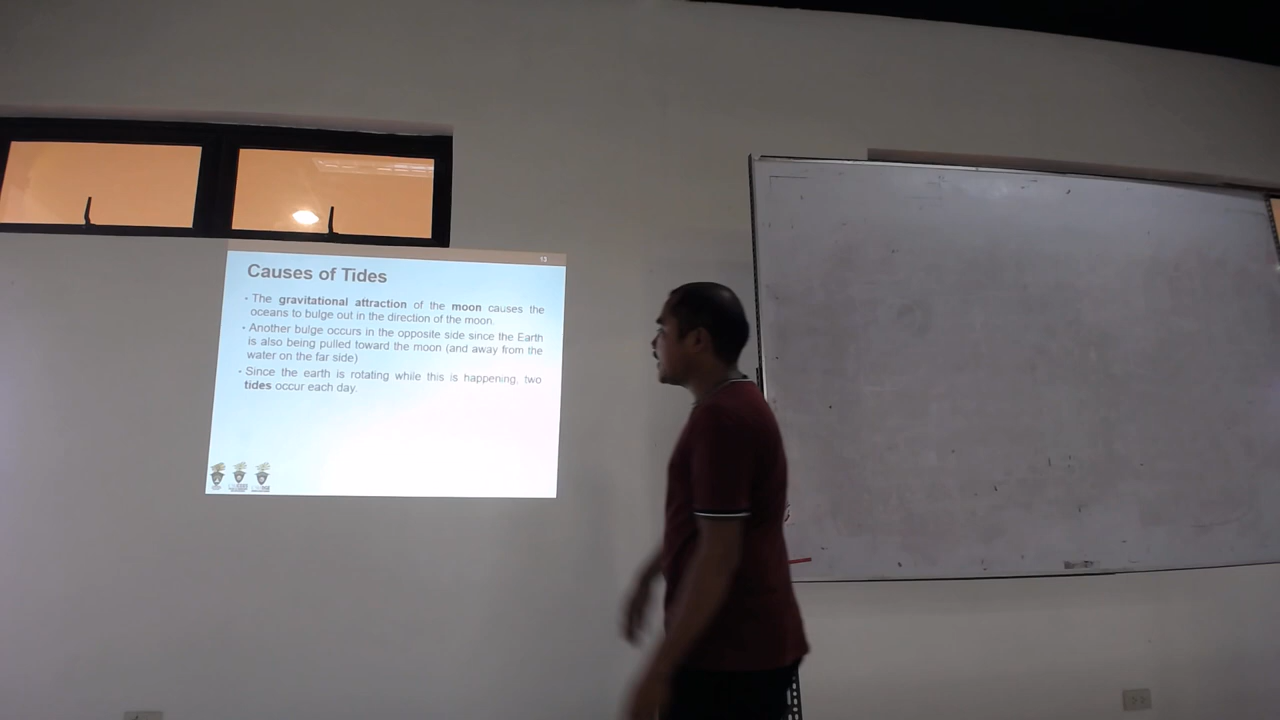 13
Causes of Tides
• The gravitational attraction of the moon causes the
oceans to bulge out in the direction of the moon.
• Another bulge occurs in the opposite side since the Earth
is also being pulled toward the moon (and away from the
water on the far side)
• Since the earth is rotating while this is happening, two
tides occur each day.